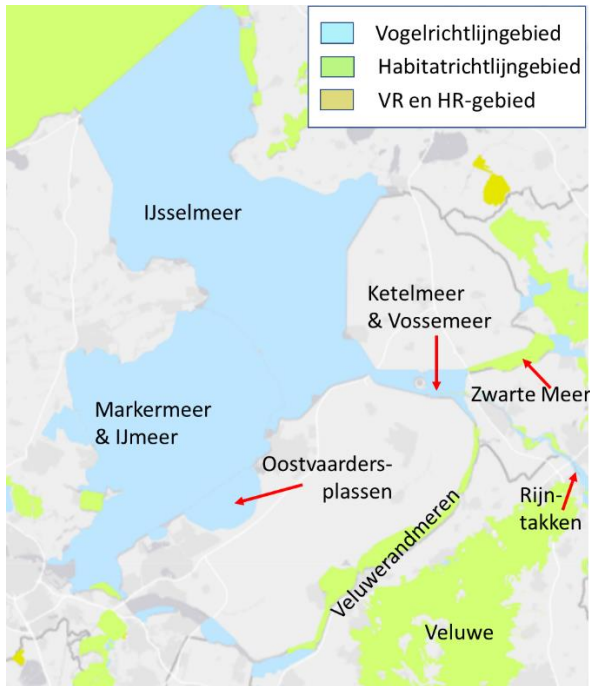 Vogelrichtlijngebied
Habitatrichtlijngebied
VR en HR-gebied
IJsselmeer
Ketelmeer
& Vossemeer
Zwarte Meer
Markermeer
& IJmeer
Oostvaarders-
plassen
Rijn-
takken
Veluwerandmeren
Veluwe